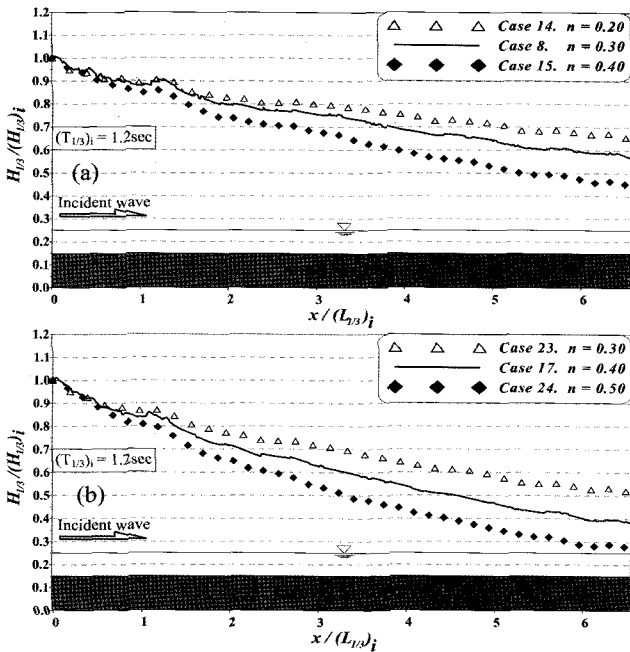 1.2
1.1
1.0
0.9
0.8
0.7
0.6
0.5
0.4
0.3
0.2
0.1
0.0
H1/3/(H1/3)i
Case 14. n = 0.20
Case 8. n = 0.30
Case 15. n = 0.40
(T1/3)i = 1.2sec
(a)
Incident wave
0 1 2 3 4 5 6
x / (L1/3)i
1.2
1.1
1.0
0.9
0.8
0.7
0.6
0.5
0.4
0.3
0.2
0.1
0.0
H1/3/(H1/3)i
Case 23. n = 0.30
Case 17. n = 0.40
Case 24. n = 0.50
(T1/3)i = 1.2sec
(b)
Incident wave
0 1 2 3 4 5 6
x / (L1/3)i